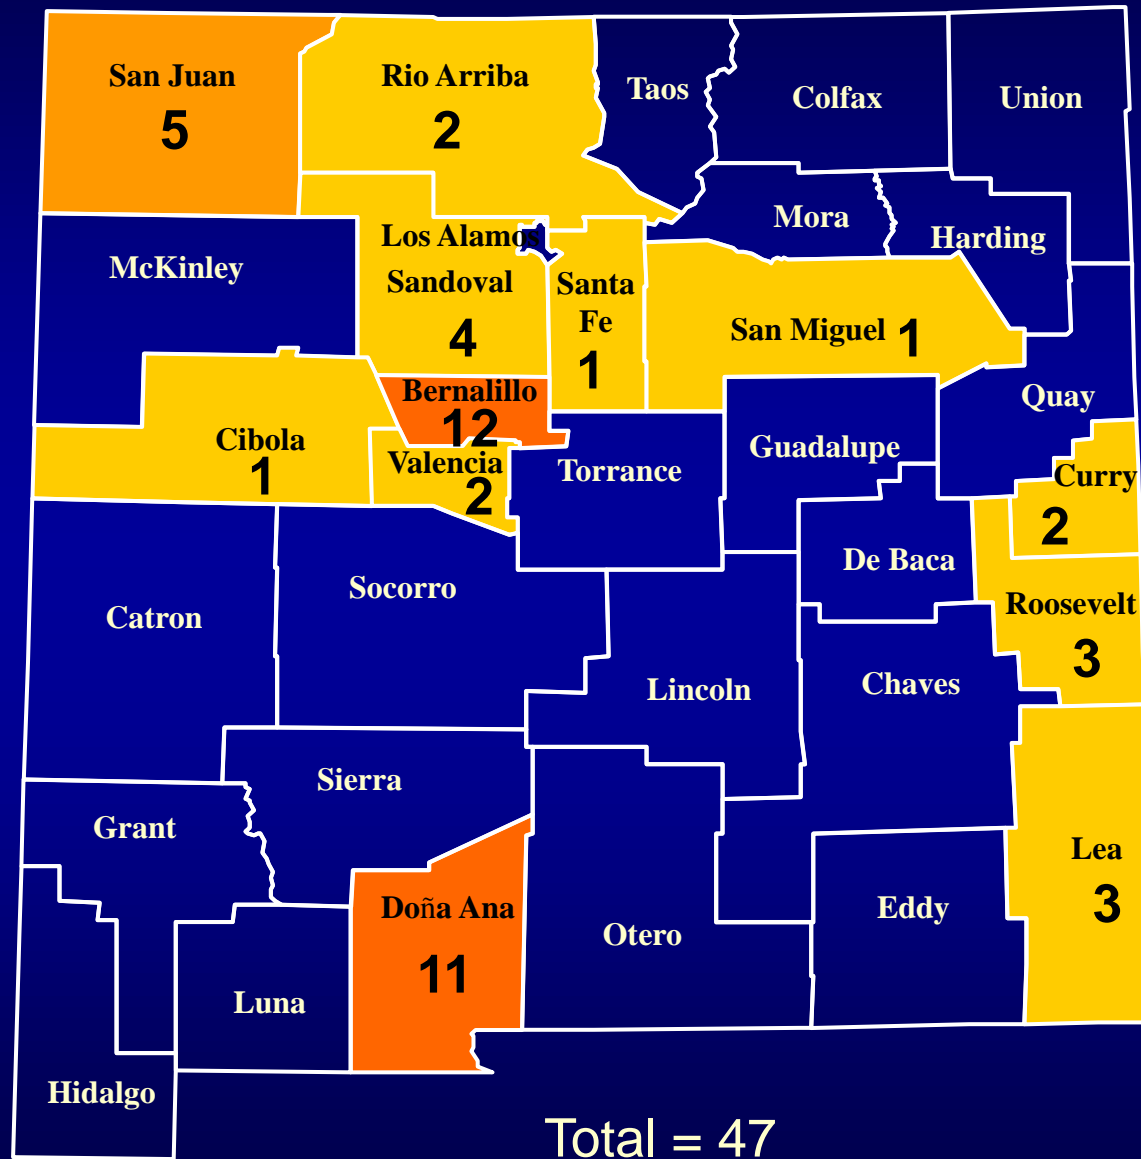 San Juan
5
Rio Arriba
2
Taos
Colfax
Union
McKinley
Los Alamos
Sandoval
4
Santa
Fe
1
Mora
Harding
San Miguel 1
Bernalillo
12
Cibola
1
Valencia
2
Torrance
Guadalupe
Quay
Curry
2
Catron
Socorro
De Baca
Roosevelt
3
Lincoln
Chaves
Sierra
Grant
Doña Ana
11
Otero
Eddy
Lea
3
Luna
Hidalgo
Total = 47